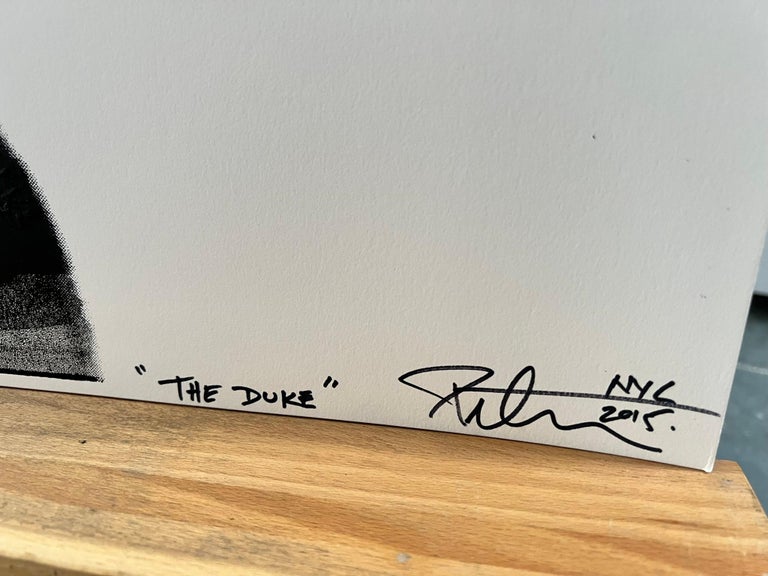 "THE DUKE"
NYC
2015.